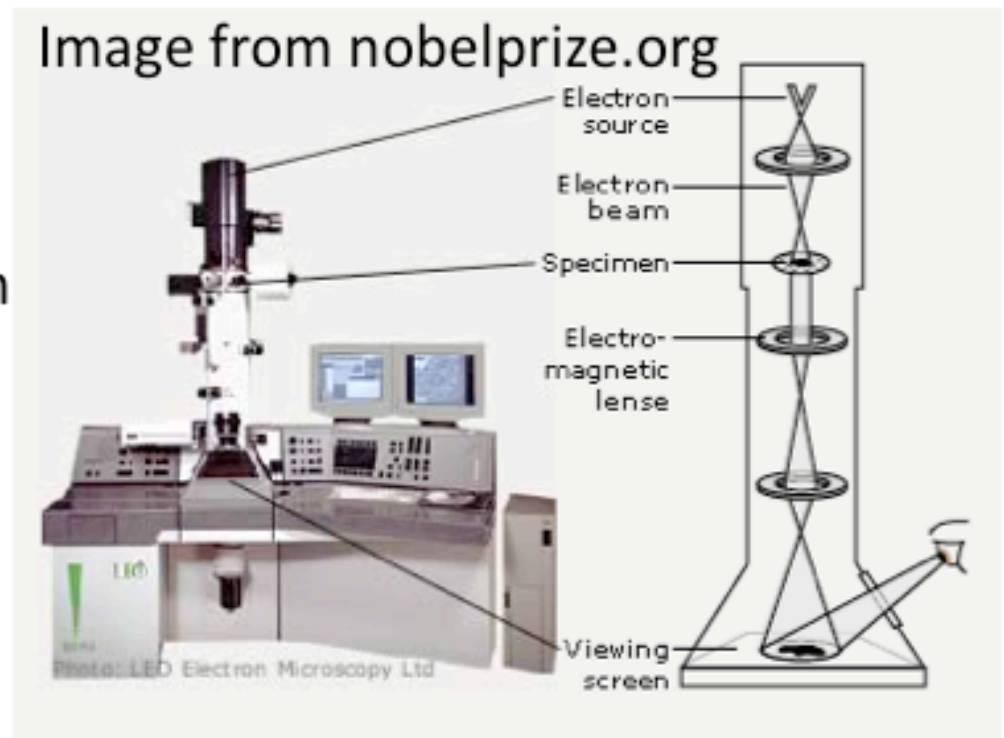 Image from nobelprize.org
Electron
source
Electron
beam
Specimen
Electro-
magnetic
lense
Viewing
screen
LEO
Photo: LEO Electron Microscopy Ltd